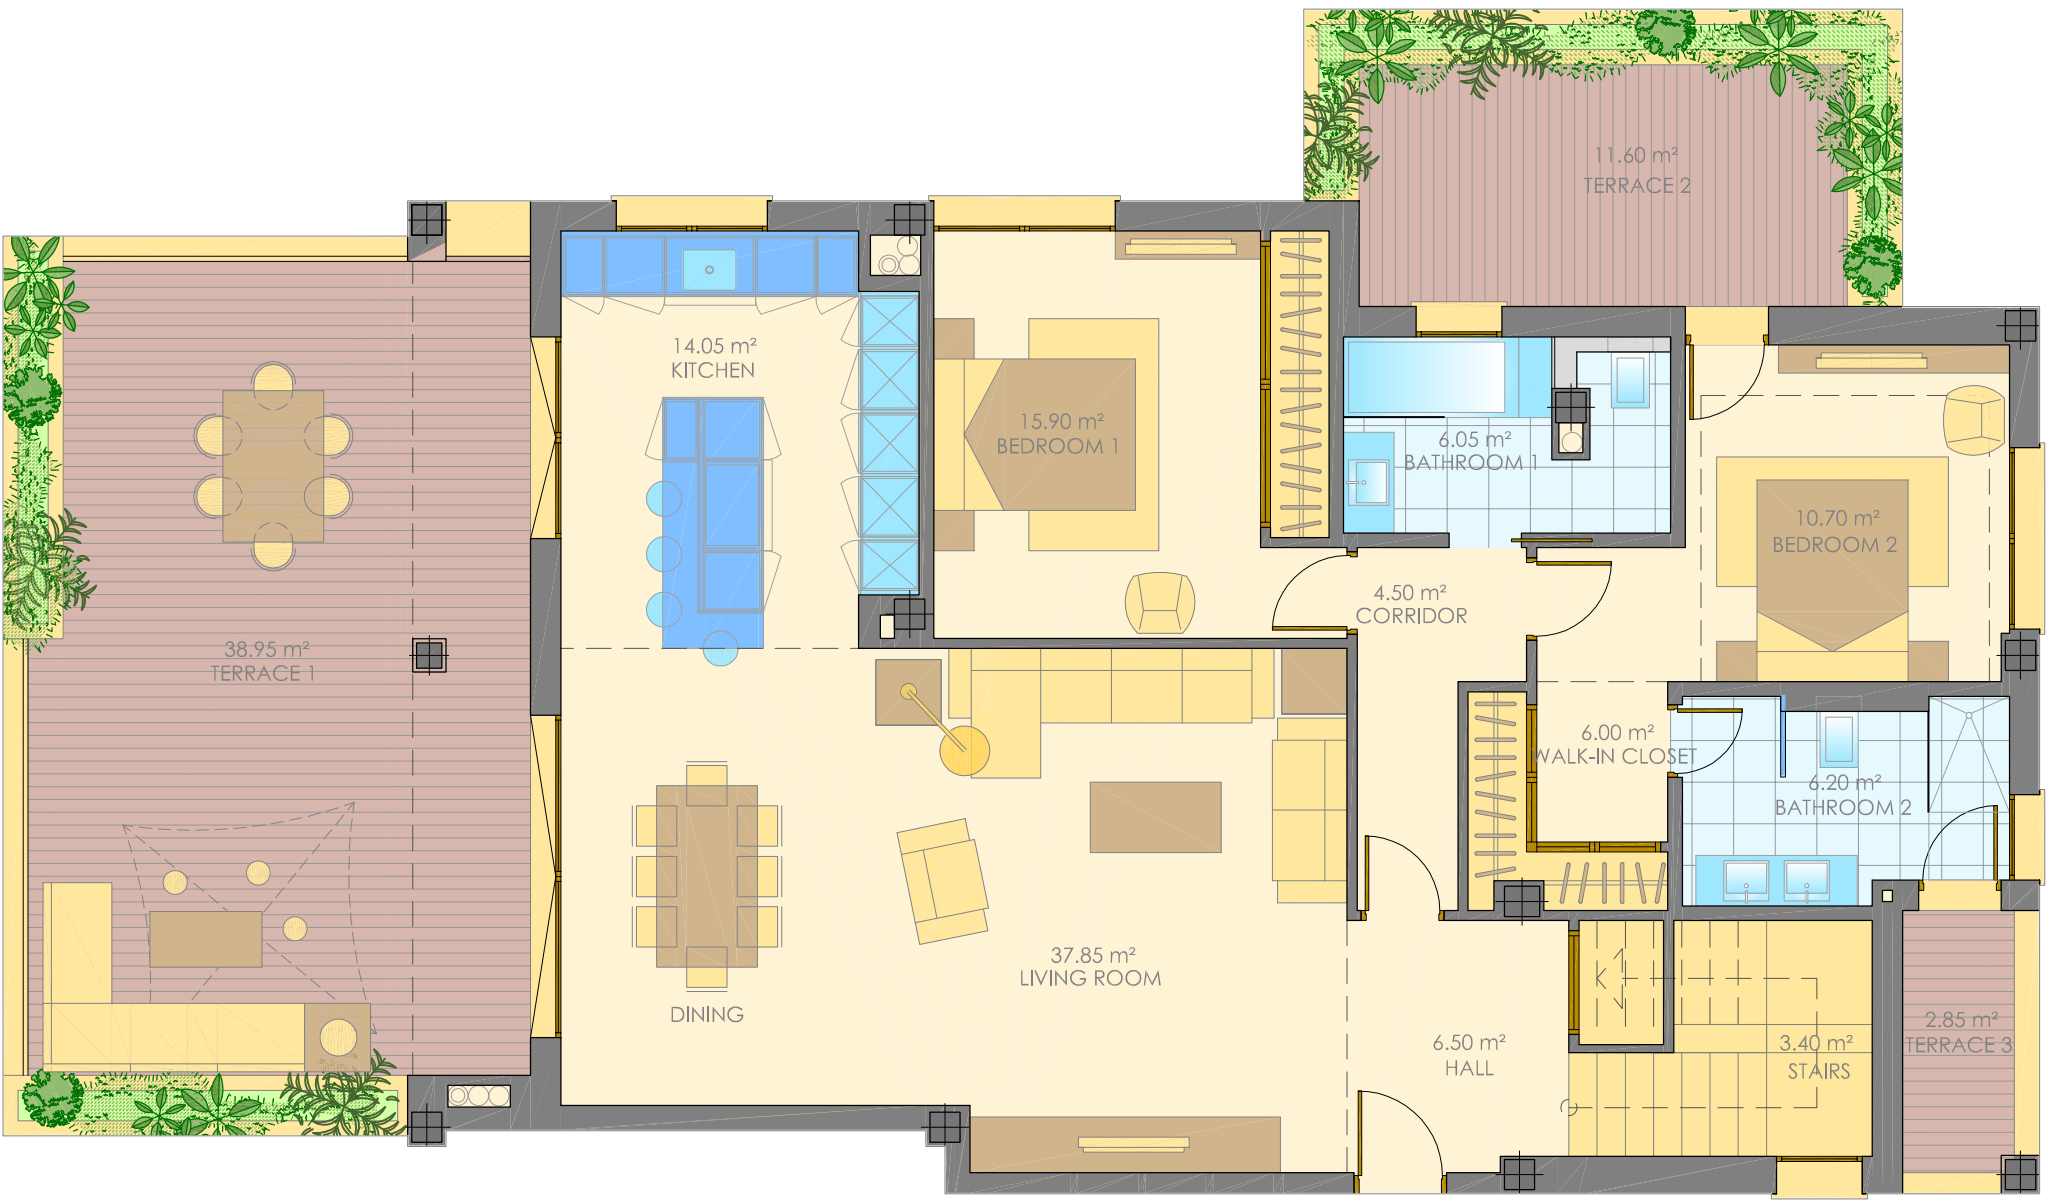 11.60 m²
TERRACE 2
14.05 m²
KITCHEN
15.90 m²
BEDROOM 1
6.05 m²
BATHROOM 1
10.70 m²
BEDROOM 2
4.50 m²
CORRIDOR
38.95 m²
TERRACE 1
6.00 m²
WALK-IN CLOSET
6.20 m²
BATHROOM 2
37.85 m²
LIVING ROOM
DINING
6.50 m²
HALL
3.40 m²
STAIRS
2.85 m²
TERRACE 3